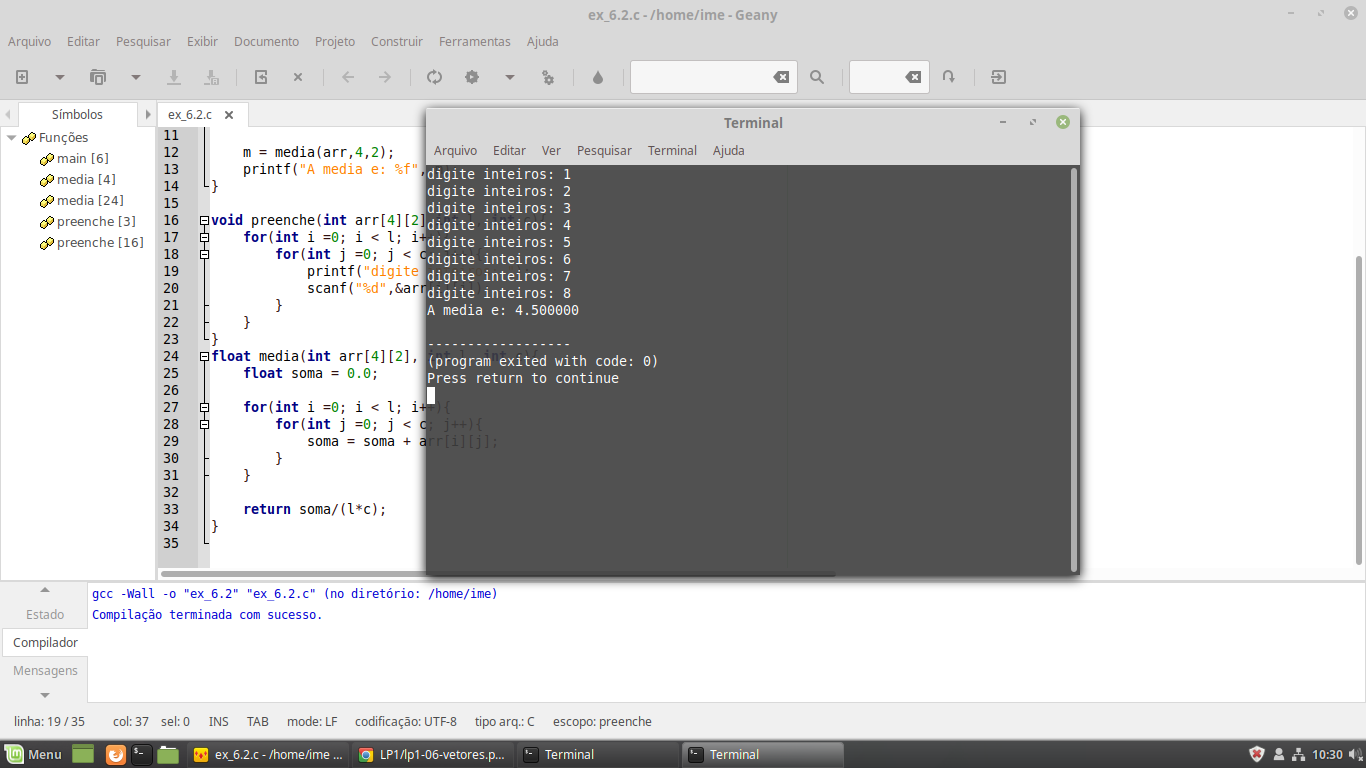 ex_6.2.c - /home/ime - Geany
Arquivo Editar Pesquisar Exibir Documento Projeto Construir Ferramentas Ajuda
Símbolos
ex_6.2.c
Funções
main [6]
media [4]
media [24]
preenche [3]
preenche [16]
11
12 m = media(arr,4,2);
13 printf("A media e: %f",
14 }
15
16 void preenche(int arr[4][2]
17 for(int i =0; i < l; i+
18 for(int j =0; j < c
19 printf("digite
20 scanf("%d",&arr
21 }
22 }
23 }
24 float media(int arr[4][2],
25 float soma = 0.0;
26
27 for(int i =0; i < l; i++){
28 for(int j =0; j < c; j++){
29 soma = soma + arr[i][j];
30 }
31 }
32
33 return soma/(l*c);
34 }
35
Terminal
Arquivo Editar Ver Pesquisar Terminal Ajuda
digite inteiros: 1
digite inteiros: 2
digite inteiros: 3
digite inteiros: 4
digite inteiros: 5
digite inteiros: 6
digite inteiros: 7
digite inteiros: 8
A media e: 4.500000
------------------
(program exited with code: 0)
Press return to continue
Estado
Compilador
Mensagens
gcc -Wall -o "ex_6.2" "ex_6.2.c" (no diretório: /home/ime)
Compilação terminada com sucesso.
linha: 19 / 35 col: 37 sel: 0 INS TAB mode: LF codificação: UTF-8 tipo arq.: C escopo: preenche
Menu ex_6.2.c - /home/ime ... LP1/lp1-06-vetores.p... Terminal Terminal 10:30